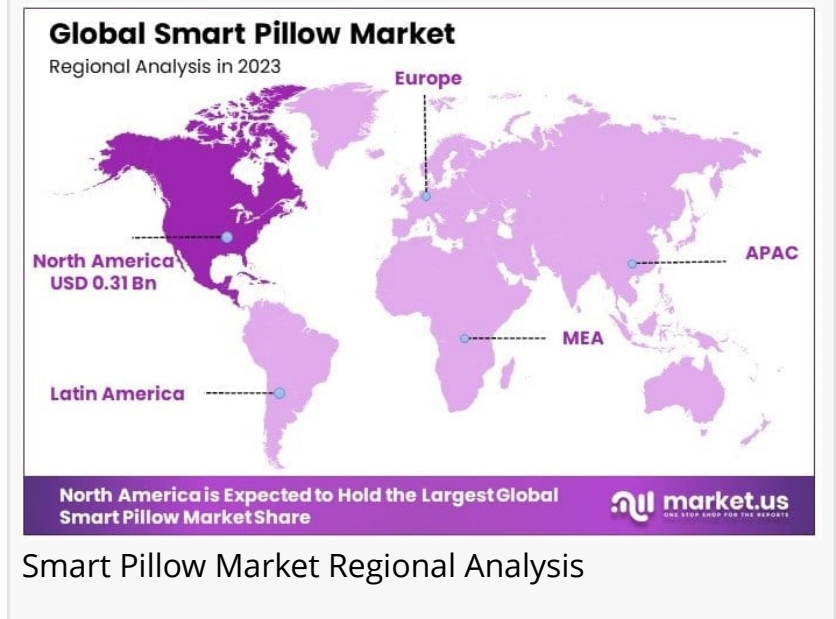 Global Smart Pillow Market
Regional Analysis in 2023
Europe
North America
USD 0.31 Bn
APAC
MEA
Latin America
North America is Expected to Hold the Largest Global
Smart Pillow Market Share
market.us
ONE STOP SHOP FOR THE REPORTS
Smart Pillow Market Regional Analysis